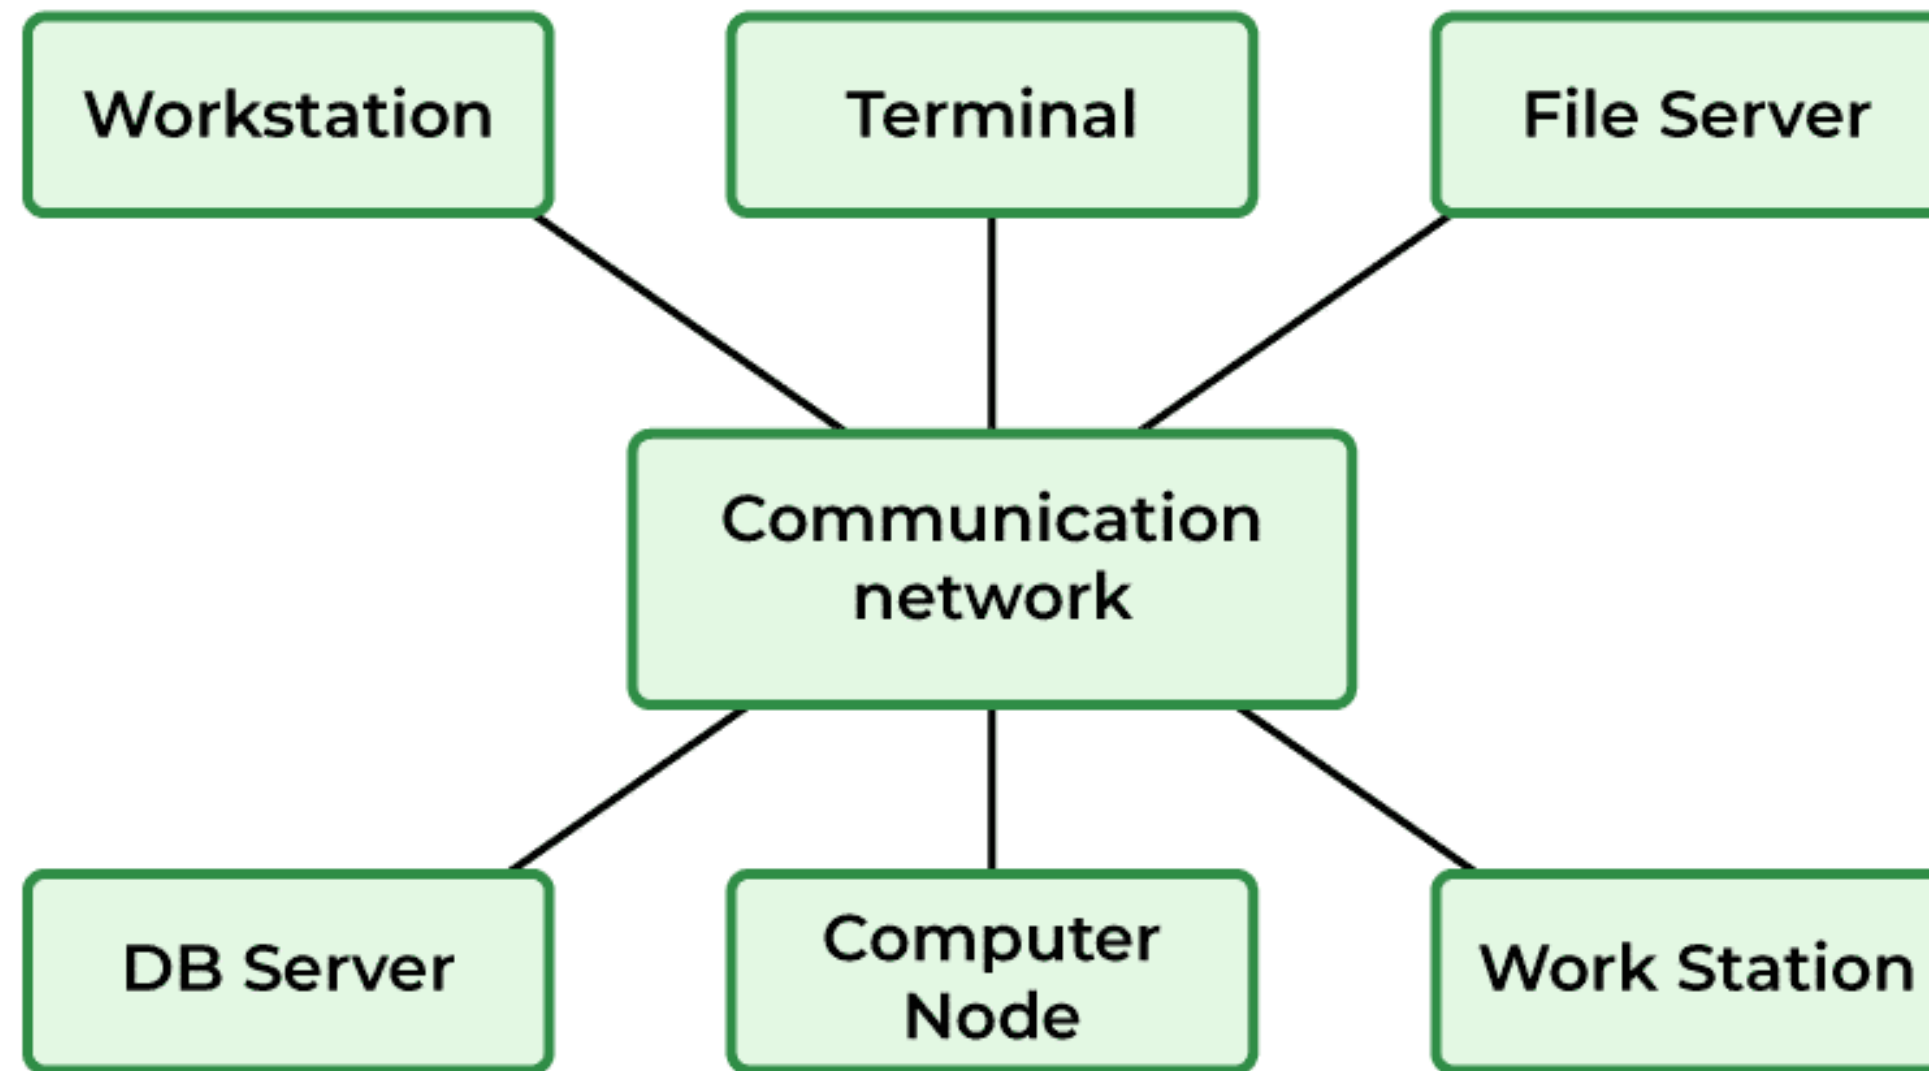 Workstation
Terminal
File Server
Communication
network
DB Server
Computer
Node
Work Station